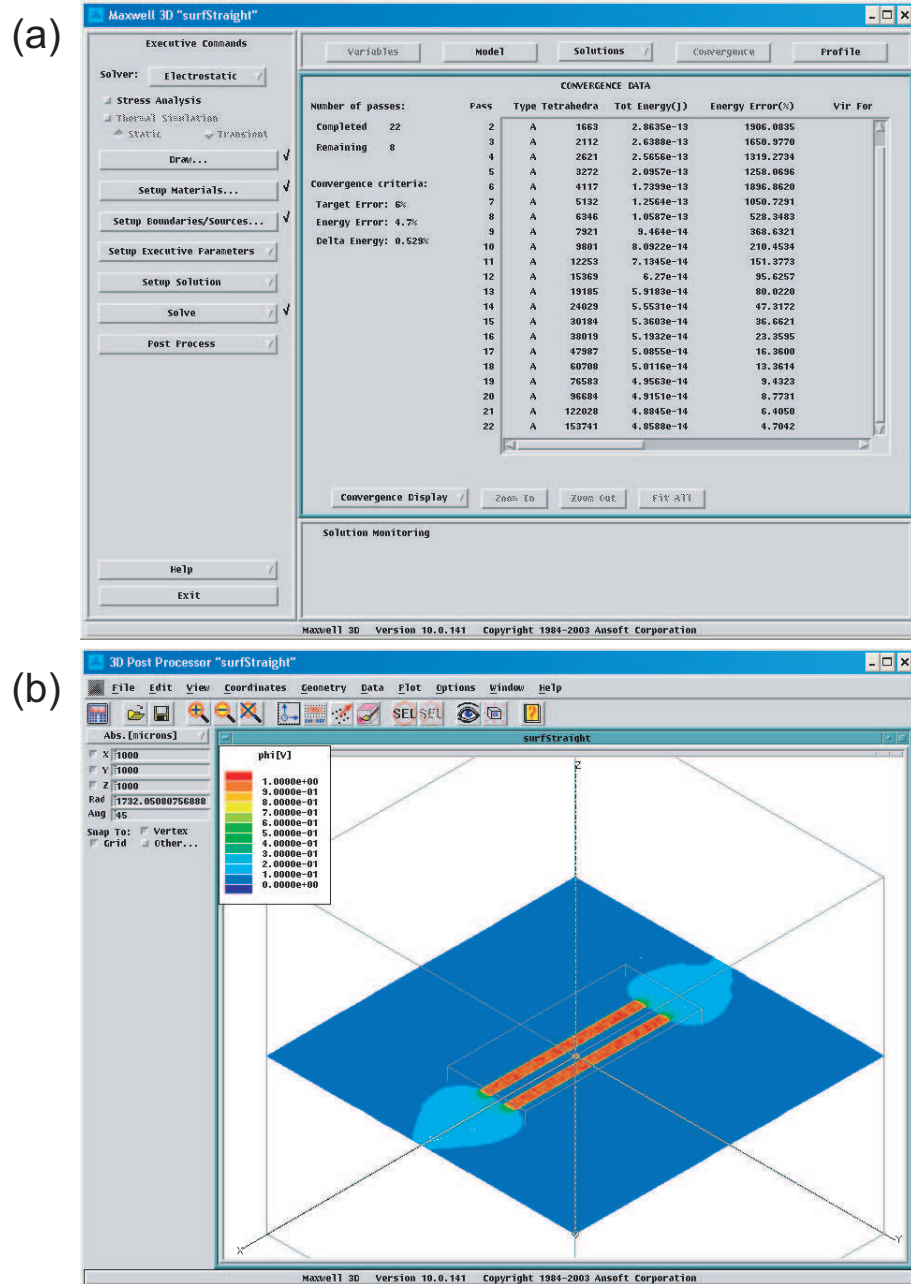 (a)
Maxwell 3D "surfStraight"
Executive Commands
Solver: Electrostatic
Stress Analysis
Thermal Simulation
Static Transient
Draw...
Setup Materials...
Setup Boundaries/Sources...
Setup Executive Parameters
Setup Solution
Solve
Post Process
Help
Exit
Variables Model Solutions Convergence Profile
CONVERGENCE DATA
Number of passes:
Completed 22
Remaining 8
Convergence criteria:
Target Error: 6%
Energy Error: 4.7%
Delta Energy: 0.529%
Pass Type Tetrahedra Tot Energy(J) Energy Error(%) Vir For
2 A 1663 2.8635e-13 1906.0835
3 A 2112 2.6388e-13 1650.9770
4 A 2621 2.5656e-13 1319.2734
5 A 3272 2.0957e-13 1258.0696
6 A 4117 1.7399e-13 1896.8620
7 A 5132 1.2564e-13 1050.7291
8 A 6346 1.0587e-13 528.3483
9 A 7921 9.464e-14 368.6321
10 A 9801 8.0922e-14 210.4534
11 A 12253 7.1345e-14 151.3773
12 A 15369 6.27e-14 95.6257
13 A 19185 5.9183e-14 80.0220
14 A 24029 5.5531e-14 47.3172
15 A 30184 5.3603e-14 36.6621
16 A 38019 5.1932e-14 23.3595
17 A 47987 5.0855e-14 16.3600
18 A 60708 5.0116e-14 13.3614
19 A 76583 4.9563e-14 9.4323
20 A 96684 4.9151e-14 8.7731
21 A 122028 4.8845e-14 6.4050
22 A 153741 4.8588e-14 4.7042
Convergence Display Zoom In Zoom Out Fit All
Solution Monitoring
Maxwell 3D Version 10.0.141 Copyright 1984-2003 Ansoft Corporation
(b)
3D Post Processor "surfStraight"
File Edit View Coordinates Geometry Data Plot Options Window Help
SEL SEL
Abs.[microns]
X 1000
Y 1000
Z 1000
Rad 1732.05080756888
Ang 45
Snap To: Vertex
Grid Other...
surfStraight
phi[V]
1.0000e+00
9.0000e-01
8.0000e-01
7.0000e-01
6.0000e-01
5.0000e-01
4.0000e-01
3.0000e-01
2.0000e-01
1.0000e-01
0.0000e+00
Z
X
Y
Maxwell 3D Version 10.0.141 Copyright 1984-2003 Ansoft Corporation